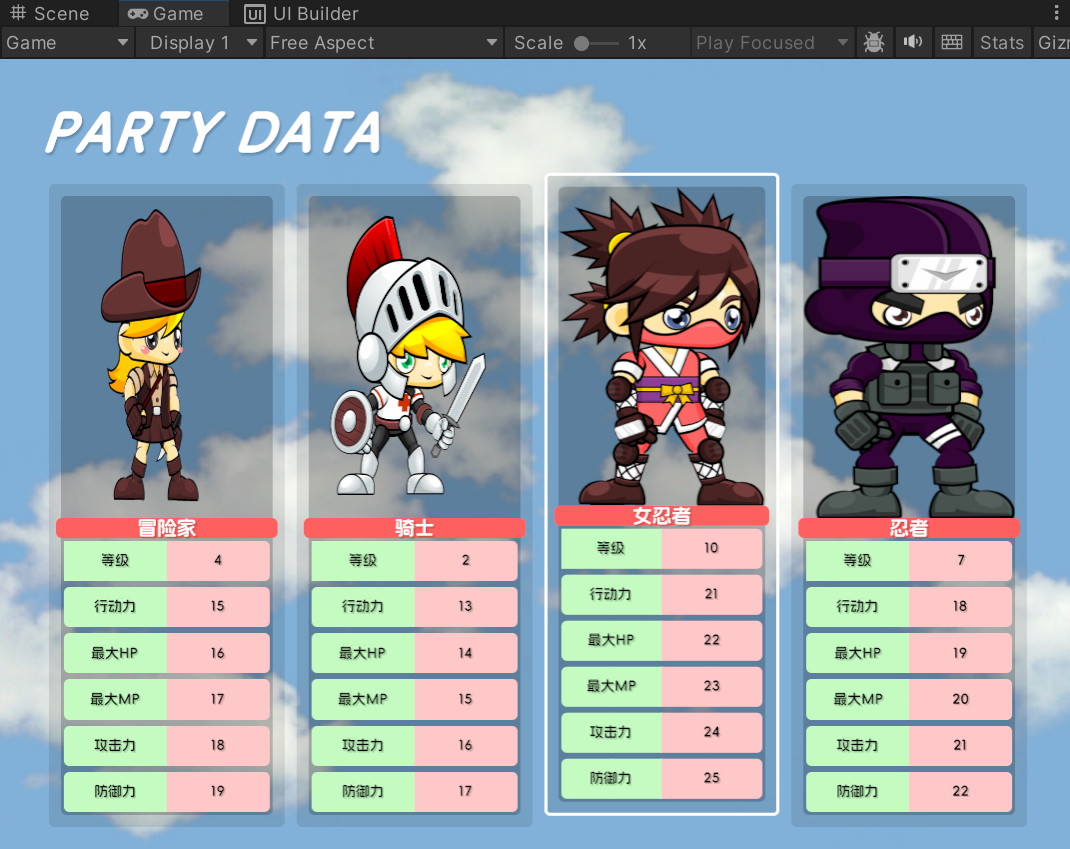 Scene Game UI Builder
Game Display 1 Free Aspect Scale 1x Play Focused Stats Giz
PARTY DATA
冒险家
等级 4
行动力 15
最大HP 16
最大MP 17
攻击力 18
防御力 19
骑士
等级 2
行动力 13
最大HP 14
最大MP 15
攻击力 16
防御力 17
女忍者
等级 10
行动力 21
最大HP 22
最大MP 23
攻击力 24
防御力 25
忍者
等级 7
行动力 18
最大HP 19
最大MP 20
攻击力 21
防御力 22